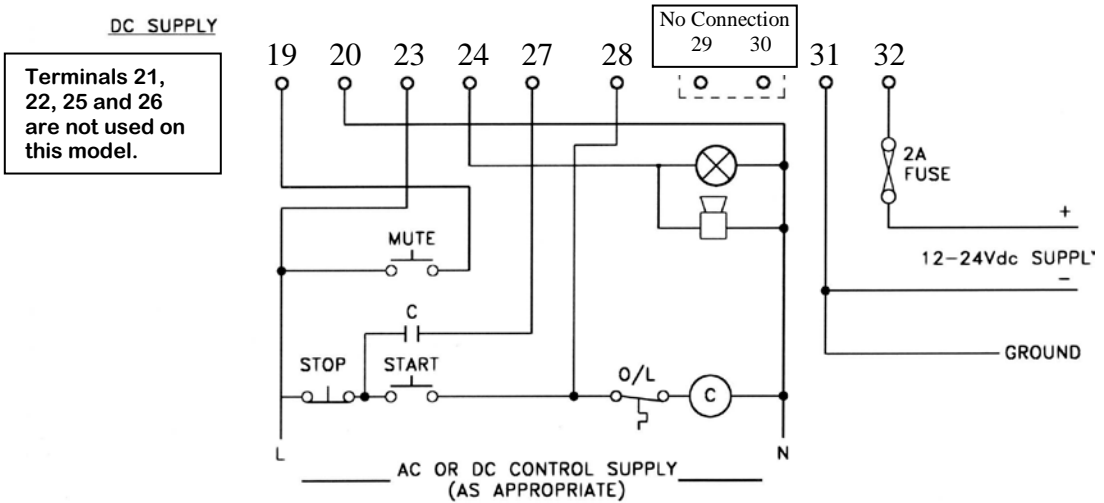 DC SUPPLY
Terminals 21,
22, 25 and 26
are not used on
this model.
No Connection
29 30
19 20 23 24 27 28 31 32
2A
FUSE
+
12-24Vdc SUPPLY
−
GROUND
MUTE
C
STOP START O/L C
L N
AC OR DC CONTROL SUPPLY
(AS APPROPRIATE)